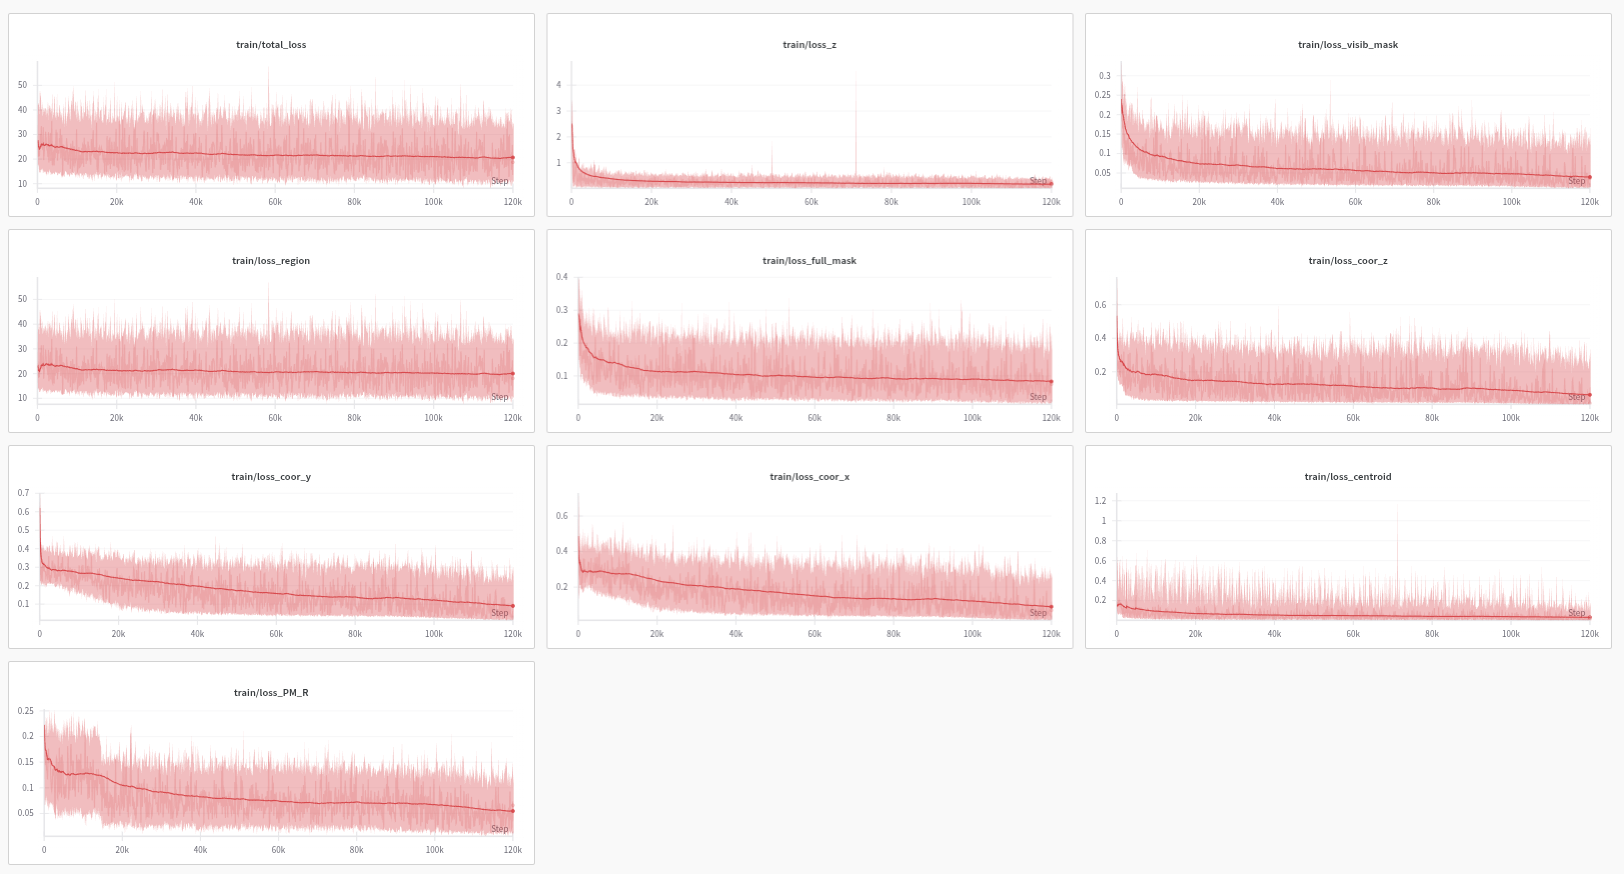 train/total_loss
50
40
30
20
10
Step
0 20k 40k 60k 80k 100k 120k
train/loss_z
4
3
2
1
Step
0 20k 40k 60k 80k 100k 120k
train/loss_visib_mask
0.3
0.25
0.2
0.15
0.1
0.05
Step
0 20k 40k 60k 80k 100k 120k
train/loss_region
50
40
30
20
10
Step
0 20k 40k 60k 80k 100k 120k
train/loss_full_mask
0.4
0.3
0.2
0.1
0 20k 40k 60k 80k 100k 120k
Step
train/loss_coor_z
0.6
0.4
0.2
Step
0 20k 40k 60k 80k 100k 120k
train/loss_coor_y
0.7
0.6
0.5
0.4
0.3
0.2
0.1
Step
0 20k 40k 60k 80k 100k 120k
train/loss_coor_x
0.6
0.4
0.2
Step
0 20k 40k 60k 80k 100k 120k
train/loss_centroid
1.2
1
0.8
0.6
0.4
0.2
Step
0 20k 40k 60k 80k 100k 120k
train/loss_PM_R
0.25
0.2
0.15
0.1
0.05
Step
0 20k 40k 60k 80k 100k 120k